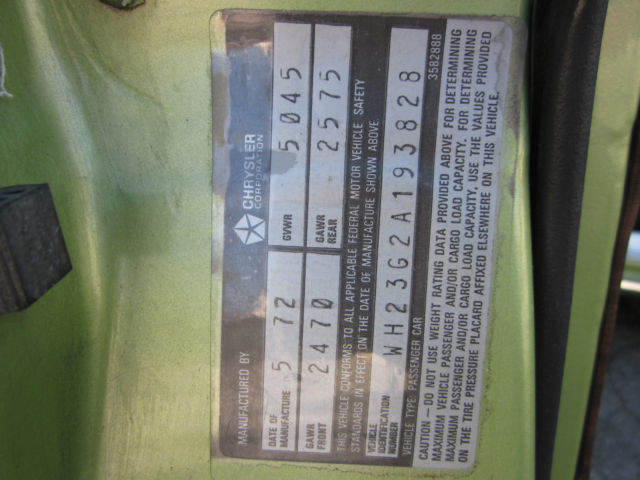 MANUFACTURED BY CHRYSLER CORPORATION
DATE OF MANUFACTURE 5 72 GVWR 5045
GAWR FRONT 2470 GAWR REAR 2575
THIS VEHICLE CONFORMS TO ALL APPLICABLE FEDERAL MOTOR VEHICLE SAFETY
STANDARDS IN EFFECT ON THE DATE OF MANUFACTURE SHOWN ABOVE.
VEHICLE IDENTIFICATION NUMBER WH23G2A193828
VEHICLE TYPE: PASSENGER CAR 3582888
CAUTION — DO NOT USE WEIGHT RATING DATA PROVIDED ABOVE FOR DETERMINING
MAXIMUM VEHICLE PASSENGER AND/OR CARGO LOAD CAPACITY. FOR DETERMINING
MAXIMUM PASSENGER AND/OR CARGO LOAD CAPACITY, USE THE VALUES PROVIDED
ON THE TIRE PRESSURE PLACARD AFFIXED ELSEWHERE ON THIS VEHICLE.